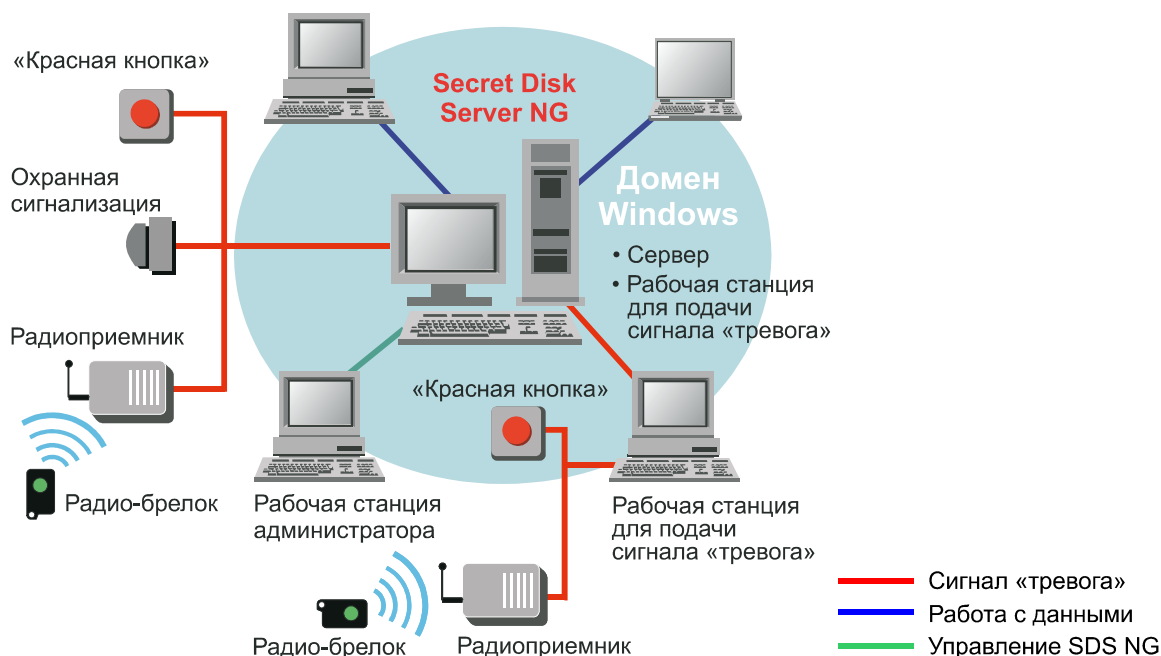 «Красная кнопка»
Secret Disk
Server NG
Охранная
сигнализация
Домен
Windows
• Сервер
• Рабочая станция
для подачи
сигнала «тревога»
Радиоприемник
«Красная кнопка»
Радио-брелок
Рабочая станция
администратора
Рабочая станция
для подачи
сигнала «тревога»
Радио-брелок
Радиоприемник
Сигнал «тревога»
Работа с данными
Управление SDS NG